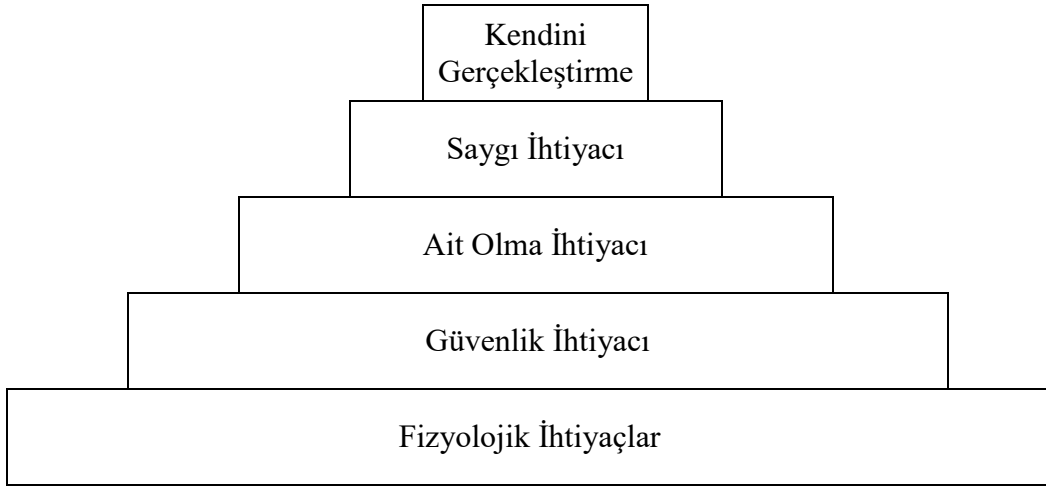 Kendini
Gerçekleştirme
Saygı İhtiyacı
Ait Olma İhtiyacı
Güvenlik İhtiyacı
Fizyolojik İhtiyaçlar